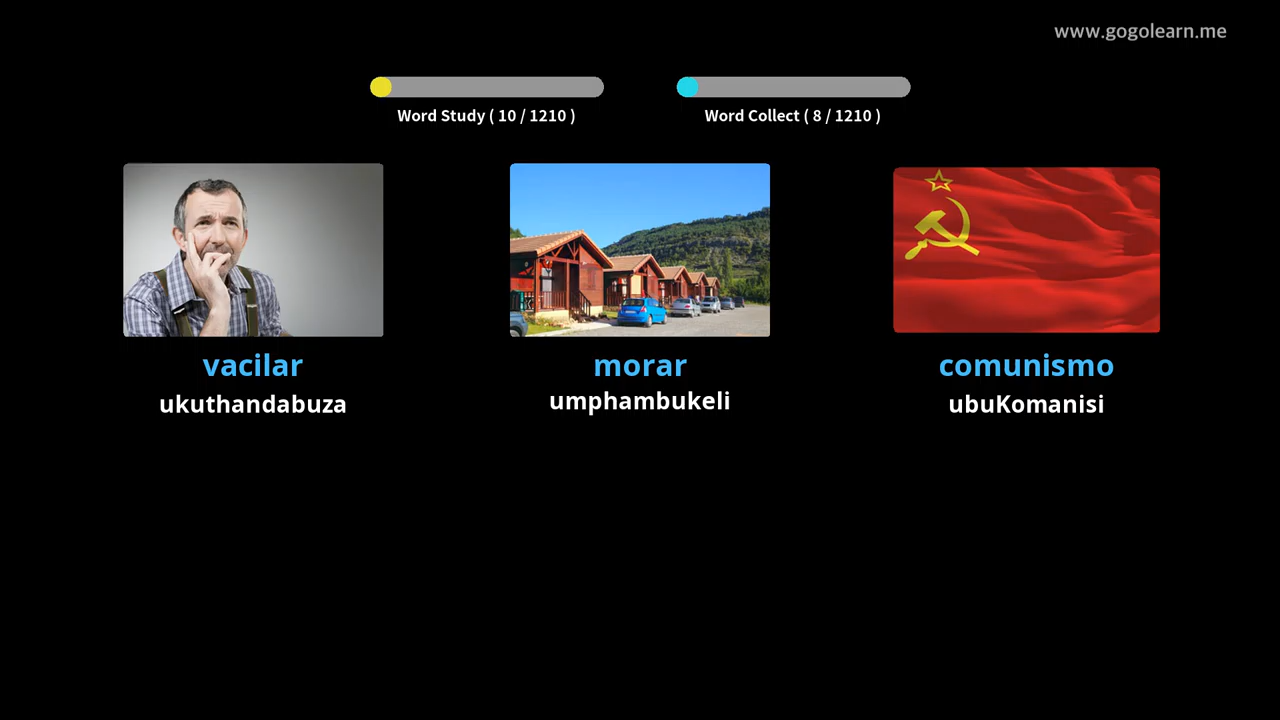 www.gogolearn.me
Word Study ( 10 / 1210 )
Word Collect ( 8 / 1210 )
vacilar
ukuthandabuza
morar
umphambukeli
comunismo
ubuKomanisi